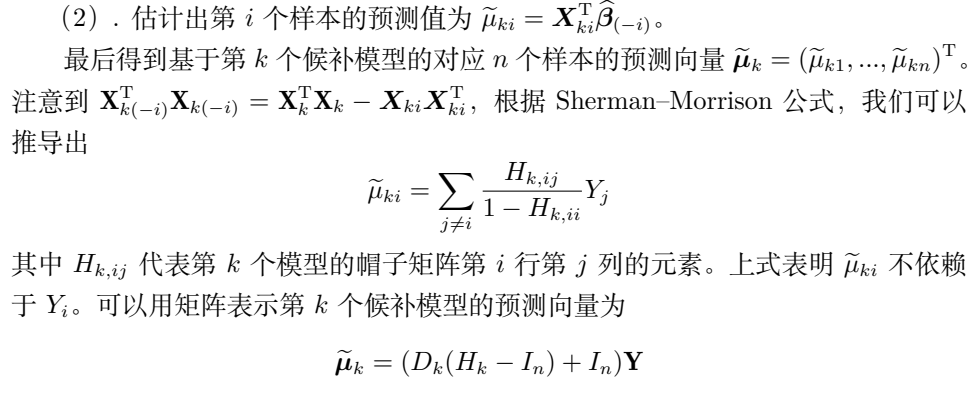 （2）. 估计出第 i 个样本的预测值为 μ̃_{ki} = X_{ki}^T β̂_{(−i)}。
最后得到基于第 k 个候补模型的对应 n 个样本的预测向量 μ̃_k = (μ̃_{k1}, ..., μ̃_{kn})^T。
注意到 X_{k(−i)}^T X_{k(−i)} = X_k^T X_k − X_{ki} X_{ki}^T，根据 Sherman–Morrison 公式，我们可以
推导出
μ̃_{ki} = ∑_{j≠i} \frac{H_{k,ij}}{1 − H_{k,ii}} Y_j
其中 H_{k,ij} 代表第 k 个模型的帽子矩阵第 i 行第 j 列的元素。上式表明 μ̃_{ki} 不依赖
于 Y_i。可以用矩阵表示第 k 个候补模型的预测向量为
μ̃_k = (D_k(H_k − I_n) + I_n)Y